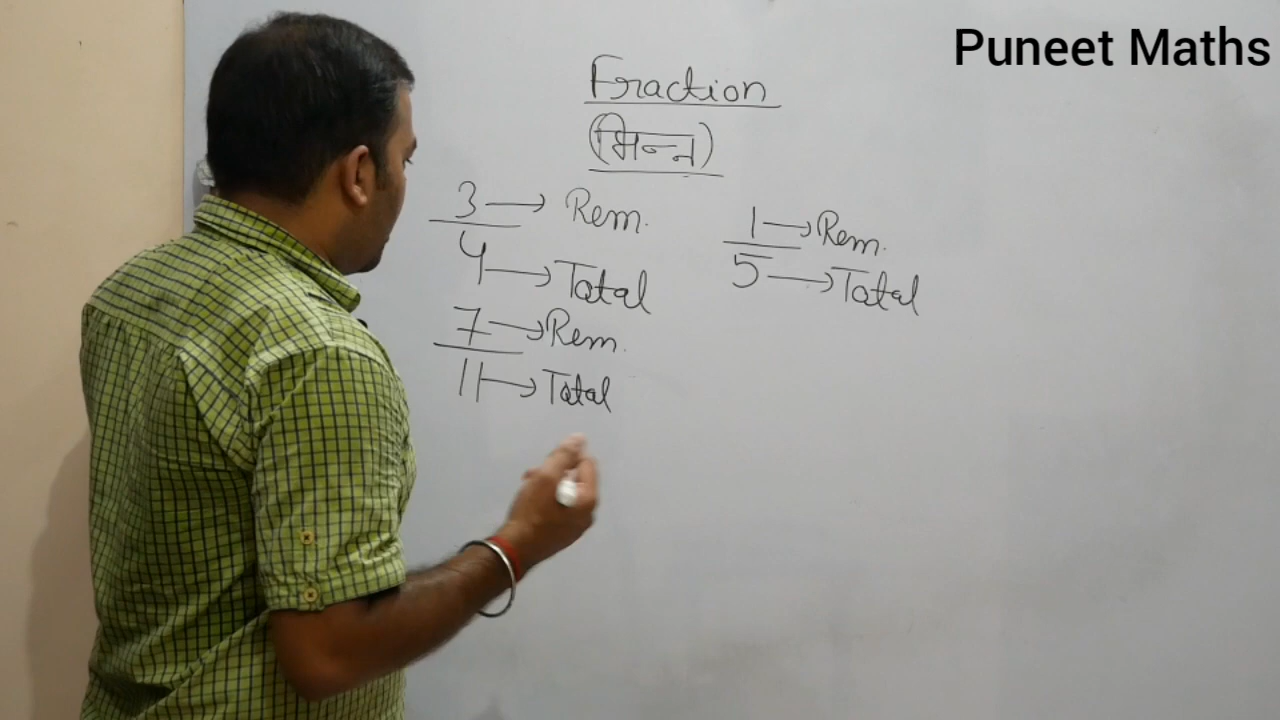 Puneet Maths
Fraction
(भिन्न)
3 → Rem.
4 → Total
1 → Rem.
5 → Total
7 → Rem.
11 → Total